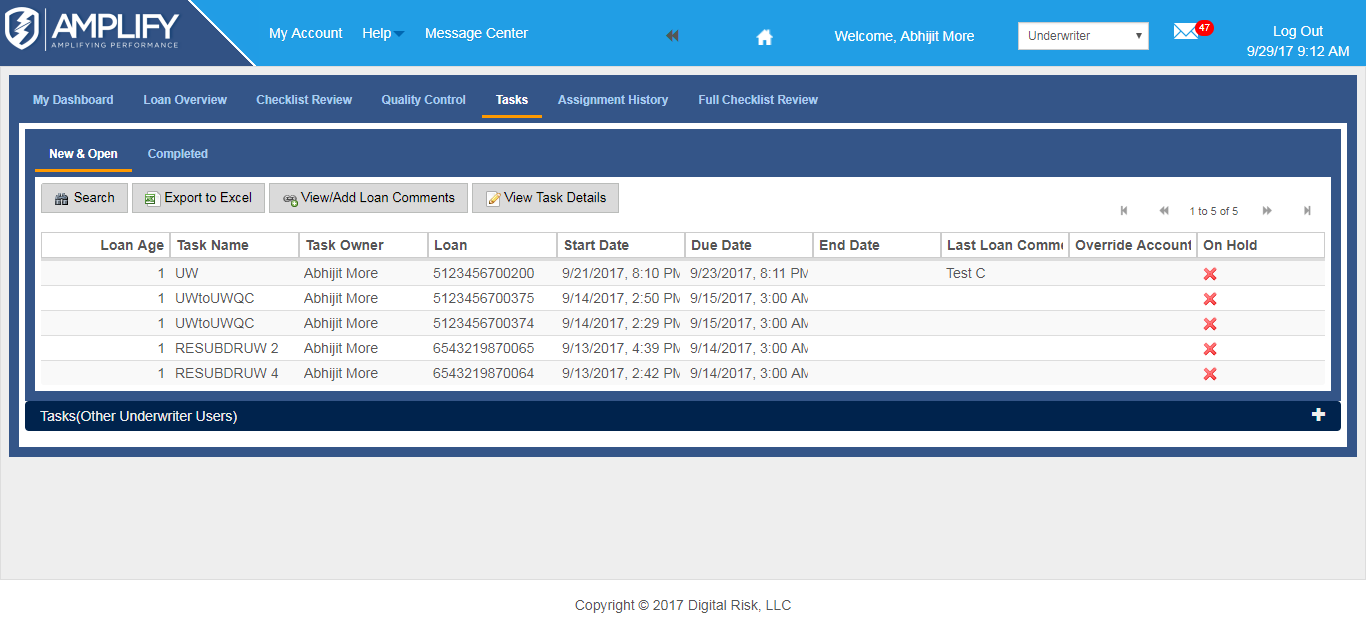 AMPLIFY
AMPLIFYING PERFORMANCE
My Account Help Message Center Welcome, Abhijit More Underwriter 47 Log Out
9/29/17 9:12 AM
My Dashboard Loan Overview Checklist Review Quality Control Tasks Assignment History Full Checklist Review
New & Open Completed
Search Export to Excel View/Add Loan Comments View Task Details
1 to 5 of 5
Loan Age Task Name Task Owner Loan Start Date Due Date End Date Last Loan Comme Override Account On Hold
1 UW Abhijit More 5123456700200 9/21/2017, 8:10 PM 9/23/2017, 8:11 PM Test C
1 UWtoUWQC Abhijit More 5123456700375 9/14/2017, 2:50 PM 9/15/2017, 3:00 AM
1 UWtoUWQC Abhijit More 5123456700374 9/14/2017, 2:29 PM 9/15/2017, 3:00 AM
1 RESUBDRUW 2 Abhijit More 6543219870065 9/13/2017, 4:39 PM 9/14/2017, 3:00 AM
1 RESUBDRUW 4 Abhijit More 6543219870064 9/13/2017, 2:42 PM 9/14/2017, 3:00 AM
Tasks(Other Underwriter Users)
Copyright © 2017 Digital Risk, LLC